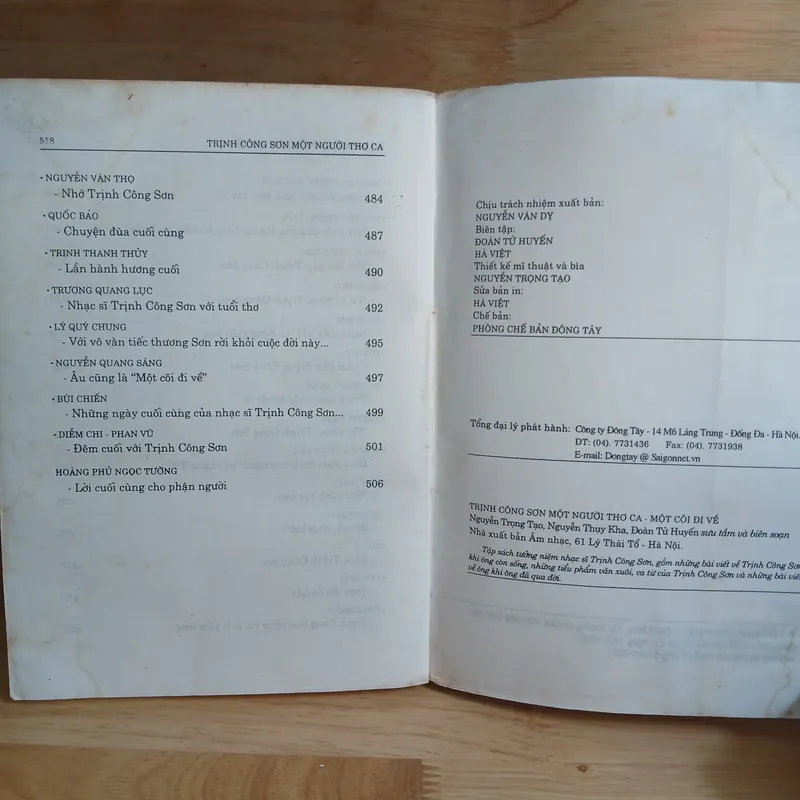 518
TRỊNH CÔNG SƠN MỘT NGƯỜI THƠ CA
• NGUYỄN VĂN THỌ
- Nhớ Trịnh Công Sơn 484
• QUỐC BẢO
- Chuyện đùa cuối cùng 487
• TRỊNH THANH THỦY
- Lần hành hương cuối 490
• TRƯƠNG QUANG LỤC
- Nhạc sĩ Trịnh Công Sơn với tuổi thơ 492
• LÝ QUÝ CHUNG
- Với vô vàn tiếc thương Sơn rời khỏi cuộc đời này... 495
• NGUYỄN QUANG SÁNG
- Âu cũng là “Một cõi đi về” 497
• BÙI CHIẾN
- Những ngày cuối cùng của nhạc sĩ Trịnh Công Sơn... 499
• DIỄM CHI - PHAN VŨ
- Đêm cuối với Trịnh Công Sơn 501
HOÀNG PHỦ NGỌC TƯỜNG
- Lời cuối cùng cho phận người 506
Chịu trách nhiệm xuất bản:
NGUYỄN VĂN DY
Biên tập:
ĐOÀN TỬ HUYẾN
HÀ VIỆT
Thiết kế mĩ thuật và bìa
NGUYỄN TRỌNG TẠO
Sửa bản in:
HÀ VIỆT
Chế bản:
PHÒNG CHẾ BẢN ĐÔNG TÂY
Tổng đại lý phát hành: Công ty Đông Tây - 14 M6 Láng Trung - Đống Đa - Hà Nội.
ĐT: (04). 7731436 Fax: (04). 7731938
E-mail: Dongtay @ Saigonnet.vn
TRỊNH CÔNG SƠN MỘT NGƯỜI THƠ CA - MỘT CÕI ĐI VỀ
Nguyễn Trọng Tạo, Nguyễn Thụy Kha, Đoàn Tử Huyến sưu tầm và biên soạn
Nhà xuất bản Âm nhạc, 61 Lý Thái Tổ - Hà Nội.
Tập sách tưởng niệm nhạc sĩ Trịnh Công Sơn, gồm những bài viết về Trịnh Công Sơn
khi ông còn sống, những tiểu phẩm văn xuôi, ca từ của Trịnh Công Sơn và những bài viết
về ông khi ông đã qua đời.